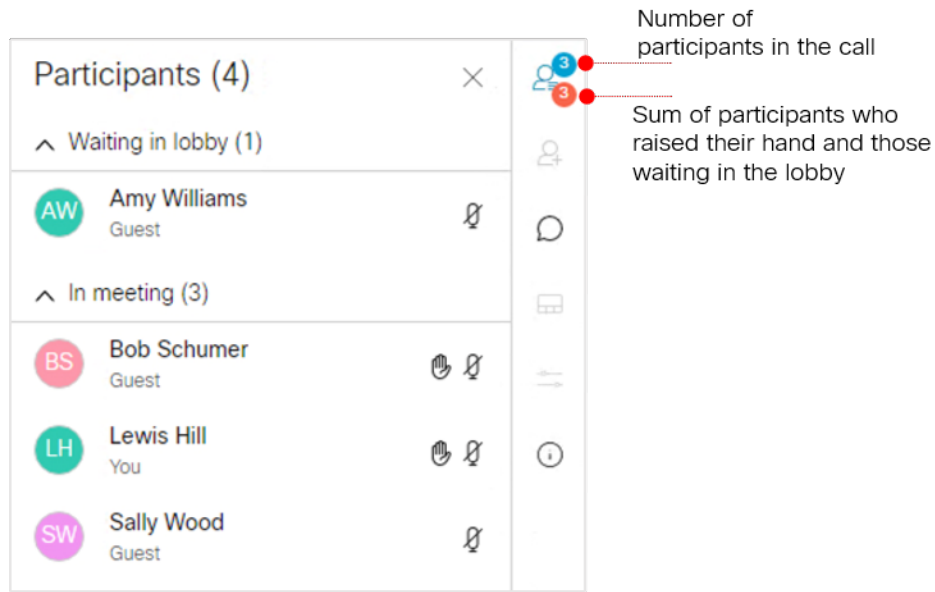 Number of
participants in the call
Participants (4)
3
3
Sum of participants who
raised their hand and those
waiting in the lobby
Waiting in lobby (1)
AW
Amy Williams
Guest
In meeting (3)
BS
Bob Schumer
Guest
LH
Lewis Hill
You
SW
Sally Wood
Guest